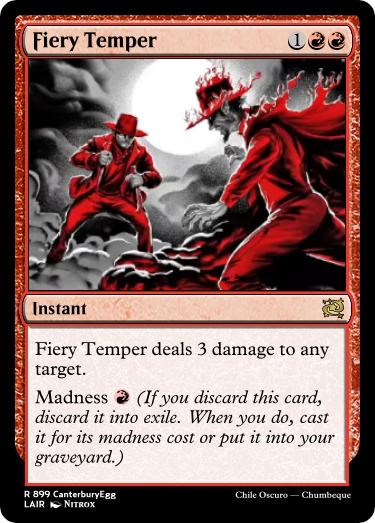 Fiery Temper 1
Instant
Fiery Temper deals 3 damage to any
target.
Madness (If you discard this card,
discard it into exile. When you do, cast
it for its madness cost or put it into your
graveyard.)
R 899 CanterburyEgg
LAIR Nitrox
Chile Oscuro — Chumbeque